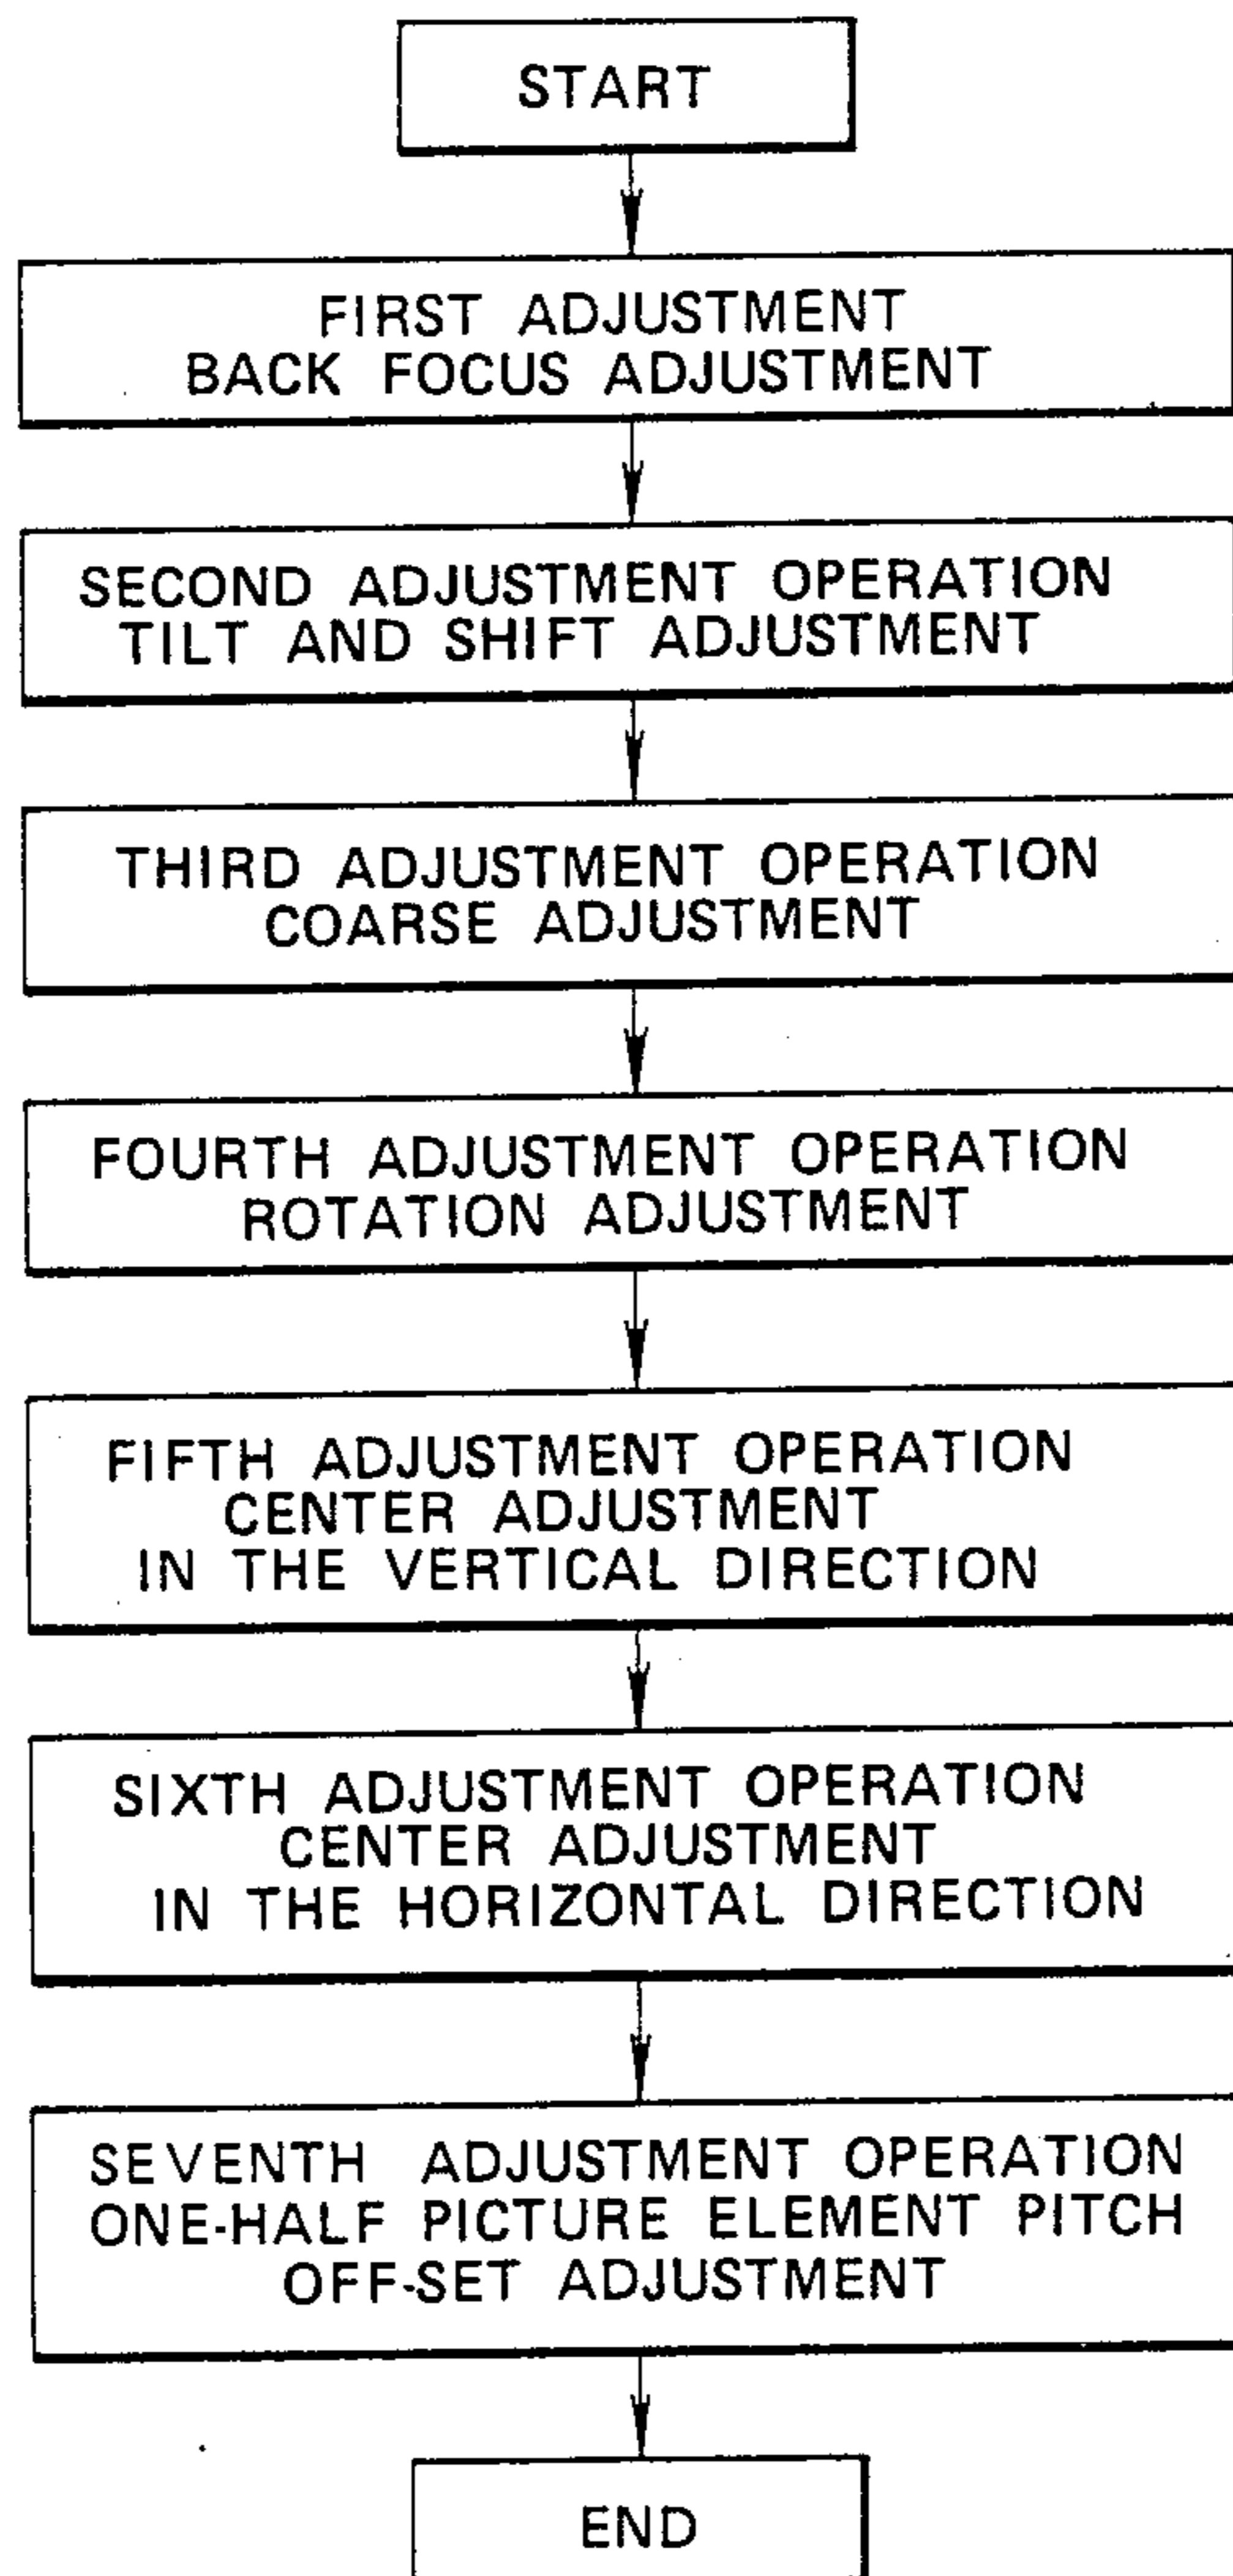 START
FIRST ADJUSTMENT
BACK FOCUS ADJUSTMENT
SECOND ADJUSTMENT OPERATION
TILT AND SHIFT ADJUSTMENT
THIRD ADJUSTMENT OPERATION
COARSE ADJUSTMENT
FOURTH ADJUSTMENT OPERATION
ROTATION ADJUSTMENT
FIFTH ADJUSTMENT OPERATION
CENTER ADJUSTMENT
IN THE VERTICAL DIRECTION
SIXTH ADJUSTMENT OPERATION
CENTER ADJUSTMENT
IN THE HORIZONTAL DIRECTION
SEVENTH ADJUSTMENT OPERATION
ONE-HALF PICTURE ELEMENT PITCH
OFF-SET ADJUSTMENT
END